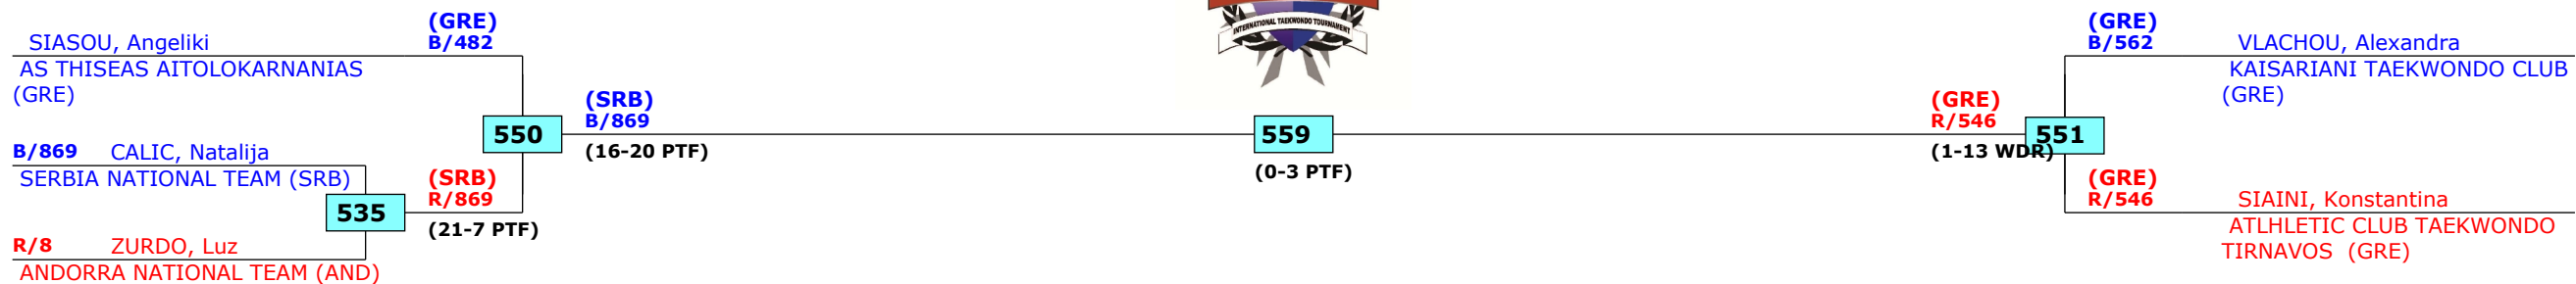 (GRE)
SIASOU, Angeliki B/482
AS THISEAS AITOLOKARNANIAS
(GRE)
(SRB)
B/869
550
(16-20 PTF)
B/869 CALIC, Natalija
SERBIA NATIONAL TEAM (SRB)
(SRB)
R/869
535
(21-7 PTF)
R/8 ZURDO, Luz
ANDORRA NATIONAL TEAM (AND)
INTERNATIONAL TAEKWONDO TOURNAMENT
559
(0-3 PTF)
(GRE)
B/562 VLACHOU, Alexandra
KAISARIANI TAEKWONDO CLUB
(GRE)
(GRE)
R/546
551
(1-13 WDR)
(GRE)
R/546 SIAINI, Konstantina
ATLHLETIC CLUB TAEKWONDO
TIRNAVOS (GRE)